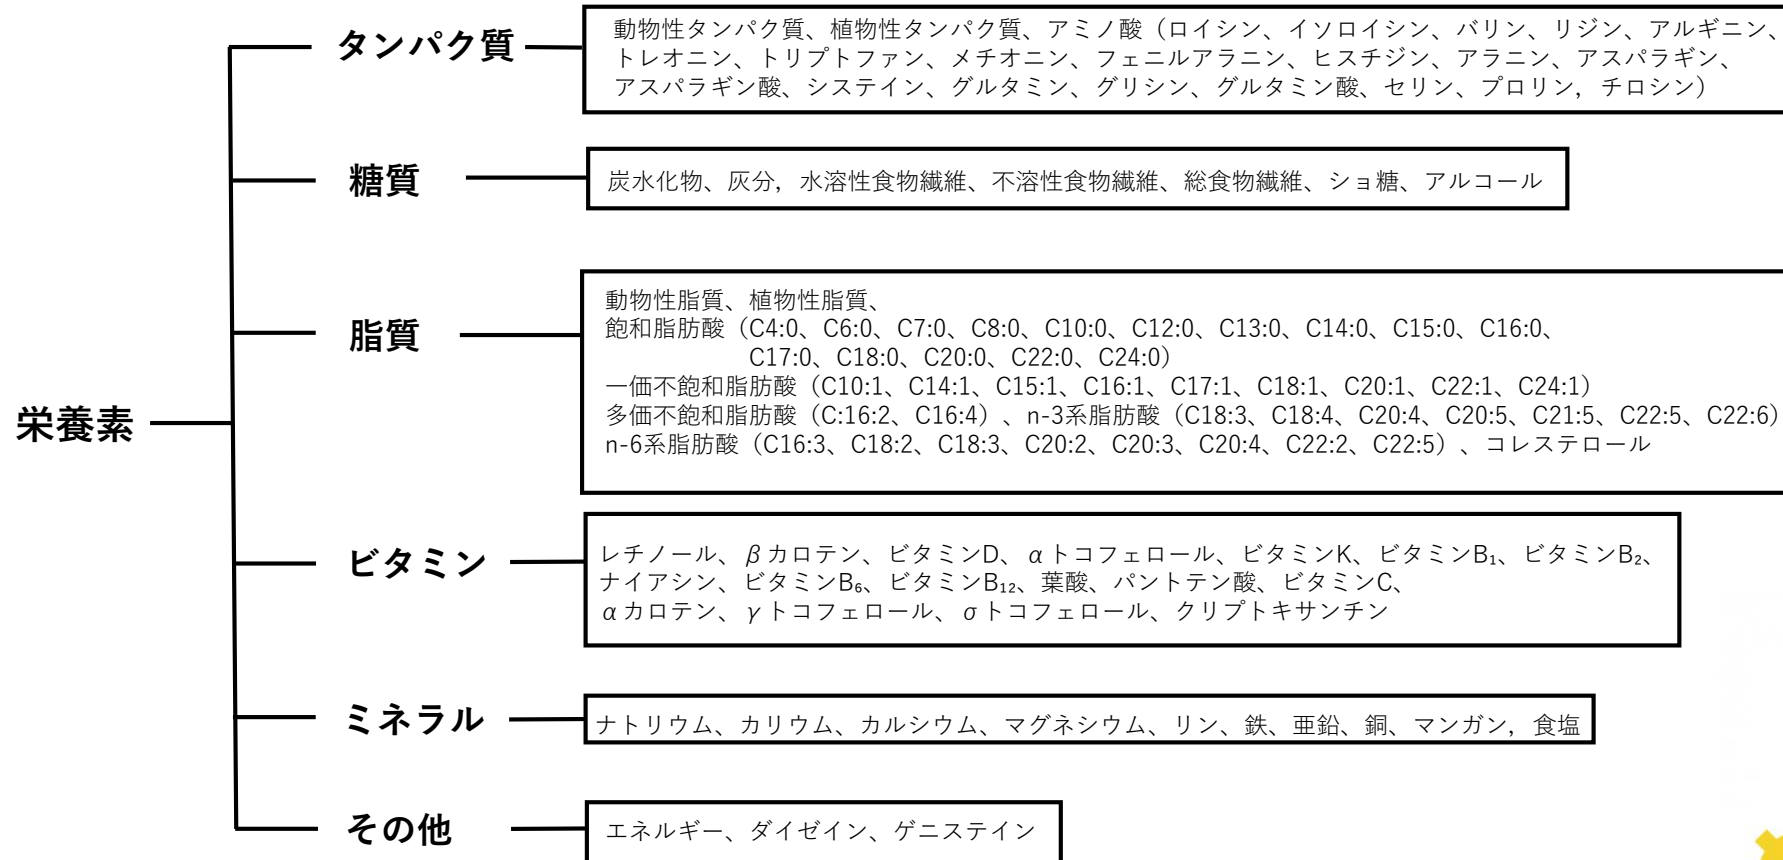 栄養素
タンパク質
動物性タンパク質、植物性タンパク質、アミノ酸（ロイシン、イソロイシン、バリン、リジン、アルギニン、
トレオニン、トリプトファン、メチオニン、フェニルアラニン、ヒスチジン、アラニン、アスパラギン、
アスパラギン酸、システイン、グルタミン、グリシン、グルタミン酸、セリン、プロリン, チロシン）
糖質
炭水化物、灰分, 水溶性食物繊維、不溶性食物繊維、総食物繊維、ショ糖、アルコール
脂質
動物性脂質、植物性脂質、
飽和脂肪酸（C4:0、C6:0、C7:0、C8:0、C10:0、C12:0、C13:0、C14:0、C15:0、C16:0、
C17:0、C18:0、C20:0、C22:0、C24:0）
一価不飽和脂肪酸（C10:1、C14:1、C15:1、C16:1、C17:1、C18:1、C20:1、C22:1、C24:1）
多価不飽和脂肪酸（C:16:2、C16:4）、n-3系脂肪酸（C18:3、C18:4、C20:4、C20:5、C21:5、C22:5、C22:6）
n-6系脂肪酸（C16:3、C18:2、C18:3、C20:2、C20:3、C20:4、C22:2、C22:5）、コレステロール
ビタミン
レチノール、βカロテン、ビタミンD、αトコフェロール、ビタミンK、ビタミンB₁、ビタミンB₂、
ナイアシン、ビタミンB₆、ビタミンB₁₂、葉酸、パントテン酸、ビタミンC、
αカロテン、γトコフェロール、σトコフェロール、クリプトキサンチン
ミネラル
ナトリウム、カリウム、カルシウム、マグネシウム、リン、鉄、亜鉛、銅、マンガン, 食塩
その他
エネルギー、ダイゼイン、ゲニステイン